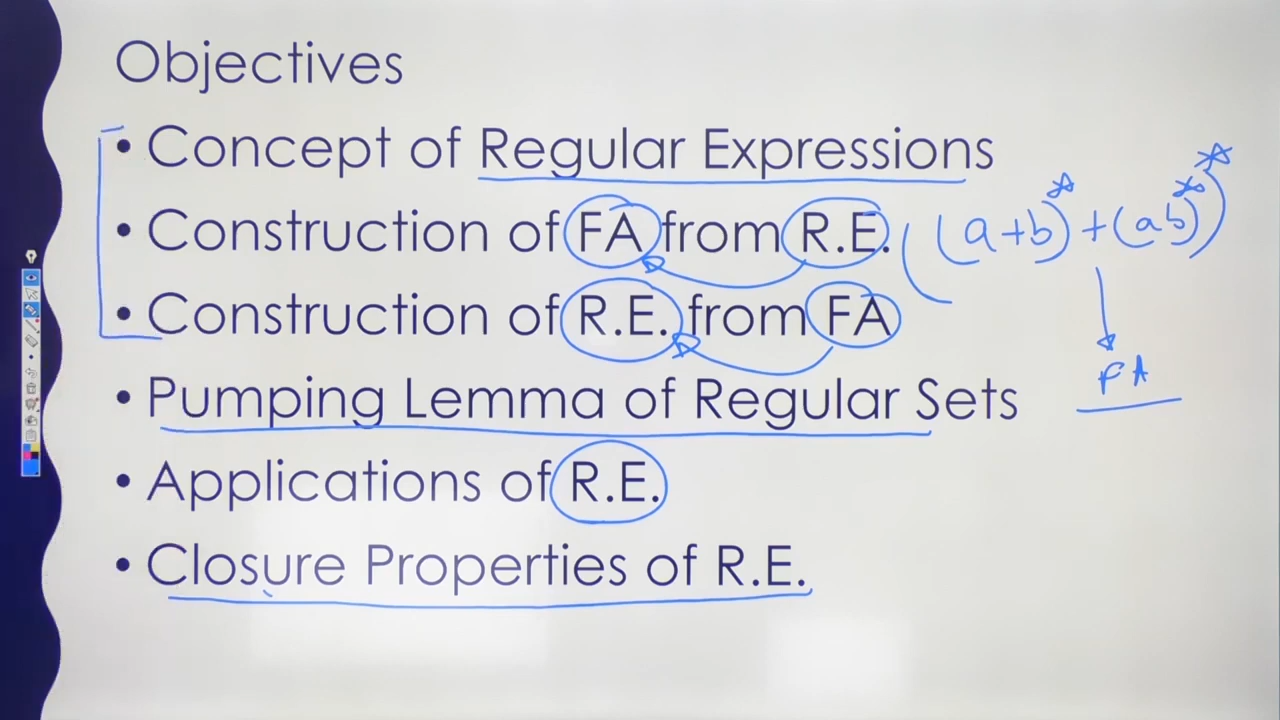 Objectives
• Concept of Regular Expressions
• Construction of FA from R.E.
((a+b)* + (ab)*)*
• Construction of R.E. from FA
FA
• Pumping Lemma of Regular Sets
• Applications of R.E.
• Closure Properties of R.E.